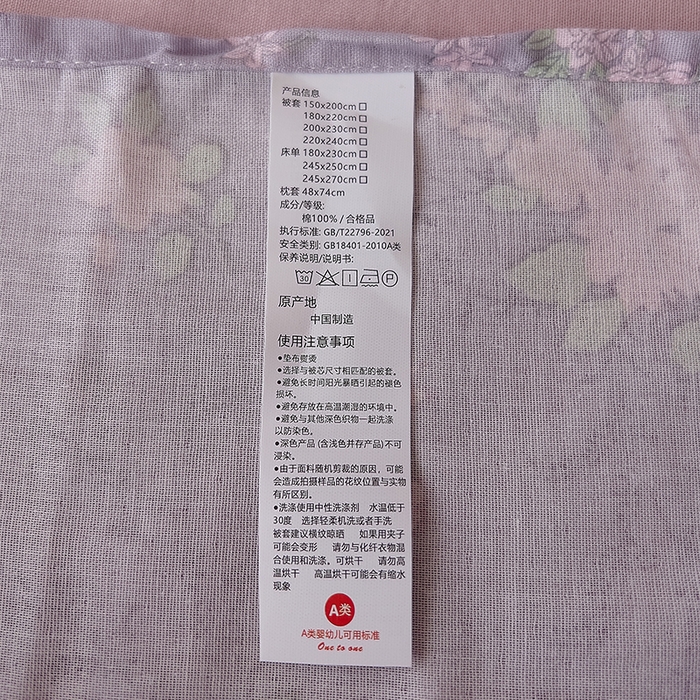 产品信息
被套 150x200cm □
180x220cm □
200x230cm □
220x240cm □
床单 180x230cm □
245x250cm □
245x270cm □
枕套 48x74cm
成分/等级:
棉100% / 合格品
执行标准: GB/T22796-2021
安全类别: GB18401-2010A类
保养说明/说明书:
30 P
原产地
中国制造
使用注意事项
●垫布熨烫
●选择与被芯尺寸相匹配的被套。
●避免长时间阳光暴晒引起的褪色
损坏。
●避免存放在高温潮湿的环境中。
●避免与其他深色织物一起洗涤
以防染色。
●深色产品 (含浅色并存产品)不可
浸染。
●由于面料随机剪裁的原因，可能
会造成拍摄样品的花纹位置与实物
有所区别。
●洗涤使用中性洗涤剂 水温低于
30度 选择轻柔机洗或者手洗
被套建议横纹晾晒 如果用夹子
可能会变形 请勿与化纤衣物混
合使用和洗涤。可烘干 请勿高
温烘干 高温烘干可能会有缩水
现象
A类
A类婴幼儿可用标准
One to one